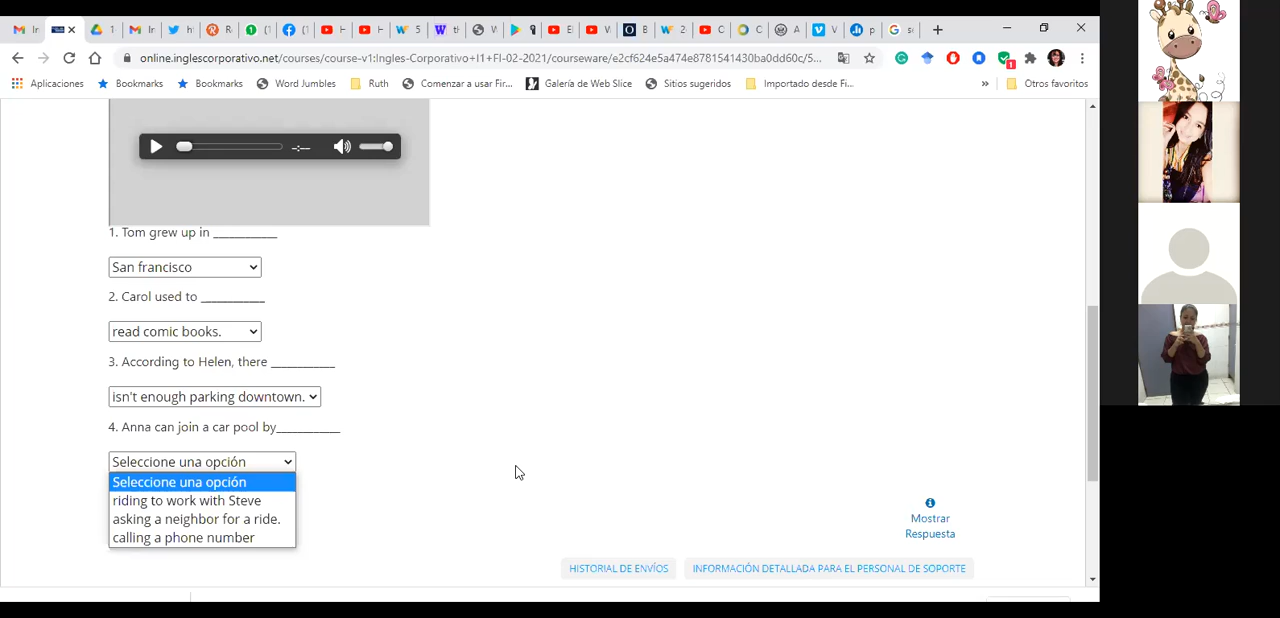 online.inglescorporativo.net/courses/course-v1:Ingles-Corporativo+I1+FI-02-2021/courseware/e2cf624e5a474e8781541430ba0dd60c/5...
Aplicaciones Bookmarks Bookmarks Word Jumbles Ruth Comenzar a usar Fir... Galería de Web Slice Sitios sugeridos Importado desde Fi... » Otros favoritos
-:--
1. Tom grew up in ___________
San francisco
2. Carol used to ___________
read comic books.
3. According to Helen, there ___________
isn't enough parking downtown.
4. Anna can join a car pool by___________
Seleccione una opción
Seleccione una opción
riding to work with Steve
asking a neighbor for a ride.
calling a phone number
Mostrar
Respuesta
HISTORIAL DE ENVÍOS INFORMACIÓN DETALLADA PARA EL PERSONAL DE SOPORTE